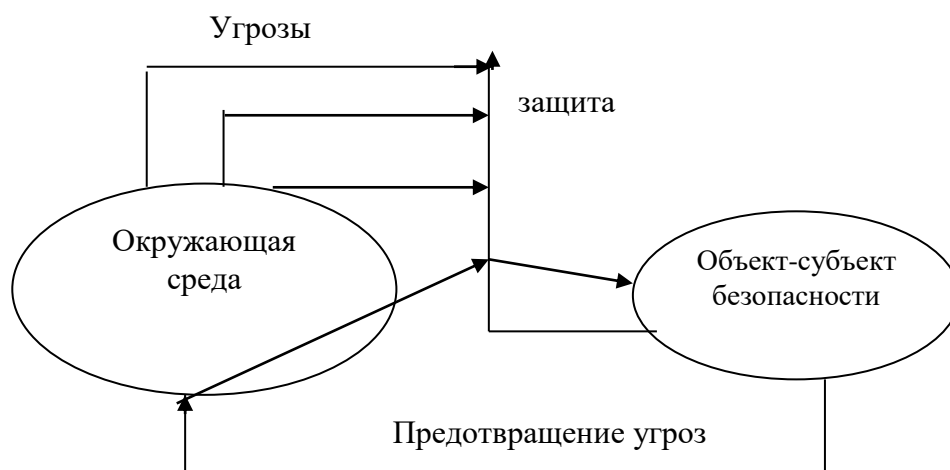 Угрозы
защита
Окружающая
среда
Объект-субъект
безопасности
Предотвращение угроз